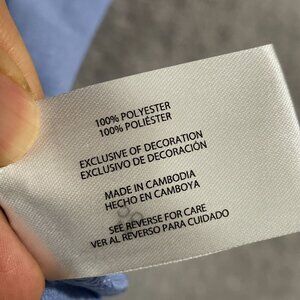 100% POLYESTER
100% POLIÉSTER
EXCLUSIVE OF DECORATION
EXCLUSIVO DE DECORACIÓN
MADE IN CAMBODIA
HECHO EN CAMBOYA
SEE REVERSE FOR CARE
VER AL REVERSO PARA CUIDADO